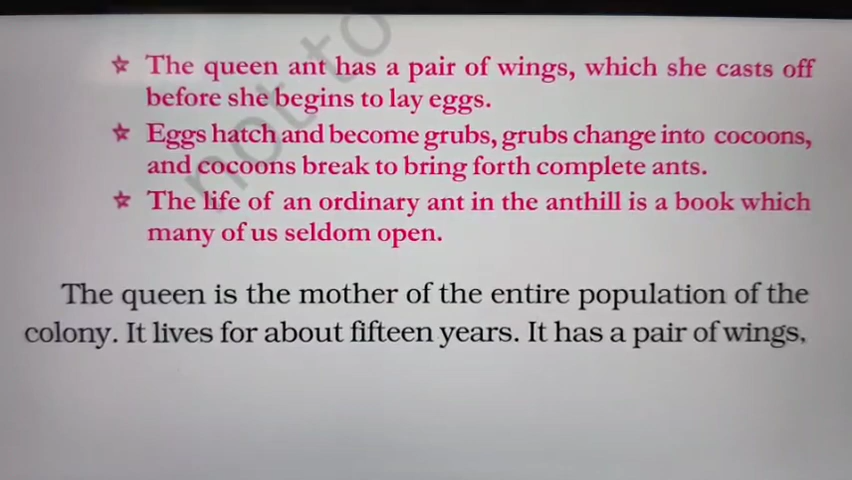 not to
☆ The queen ant has a pair of wings, which she casts off
before she begins to lay eggs.
☆ Eggs hatch and become grubs, grubs change into cocoons,
and cocoons break to bring forth complete ants.
☆ The life of an ordinary ant in the anthill is a book which
many of us seldom open.
The queen is the mother of the entire population of the
colony. It lives for about fifteen years. It has a pair of wings,